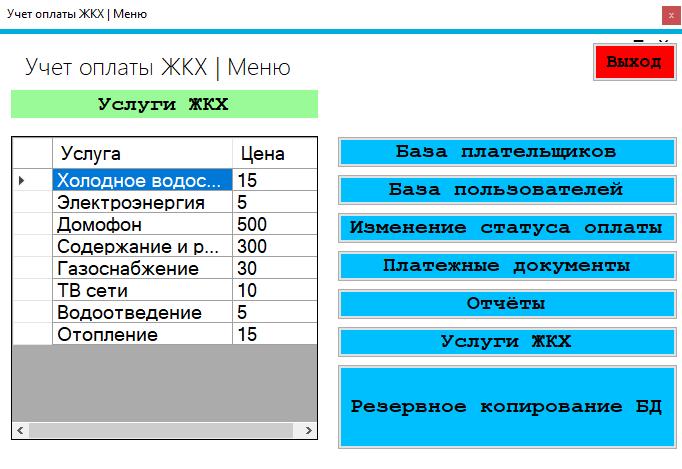 Учет оплаты ЖКХ | Меню
x
Учет оплаты ЖКХ | Меню
Выход
Услуги ЖКХ
Услуга Цена
Холодное водос... 15
Электроэнергия 5
Домофон 500
Содержание и р... 300
Газоснабжение 30
ТВ сети 10
Водоотведение 5
Отопление 15
База плательщиков
База пользователей
Изменение статуса оплаты
Платежные документы
Отчёты
Услуги ЖКХ
Резервное копирование БД